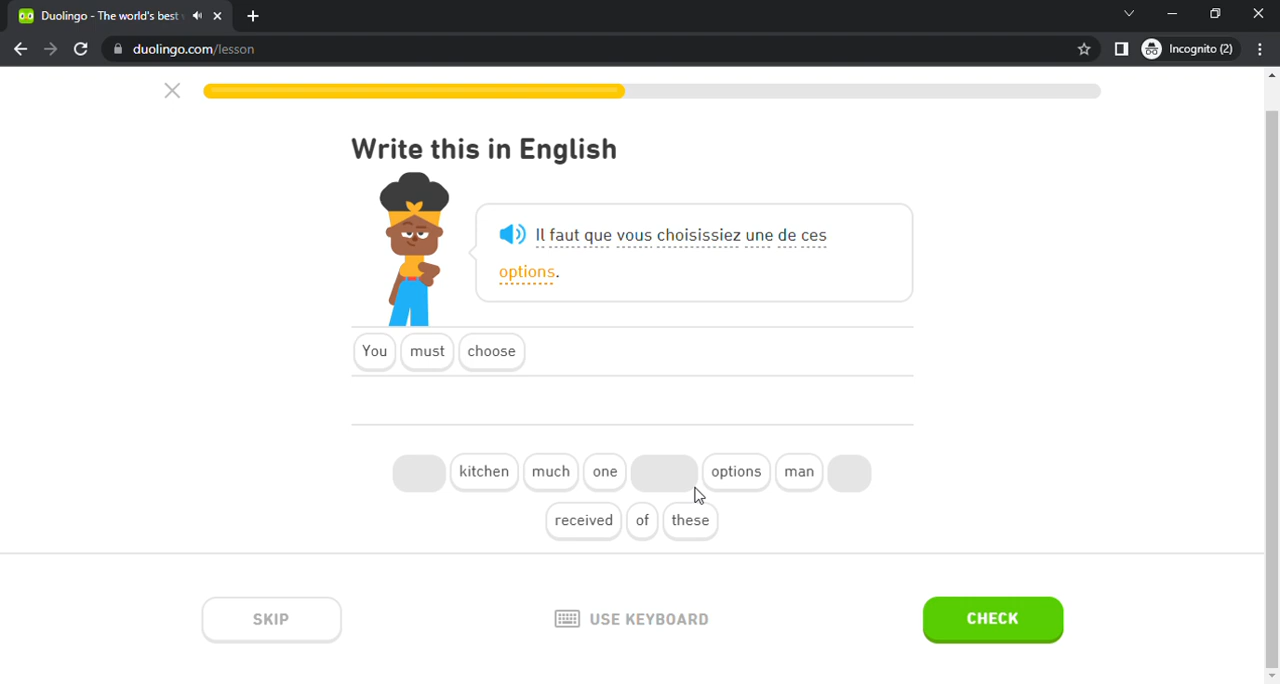 Duolingo - The world's best
duolingo.com/lesson
Incognito (2)
Write this in English
Il faut que vous choisissiez une de ces
options.
You must choose
kitchen much one options man
received of these
SKIP USE KEYBOARD CHECK